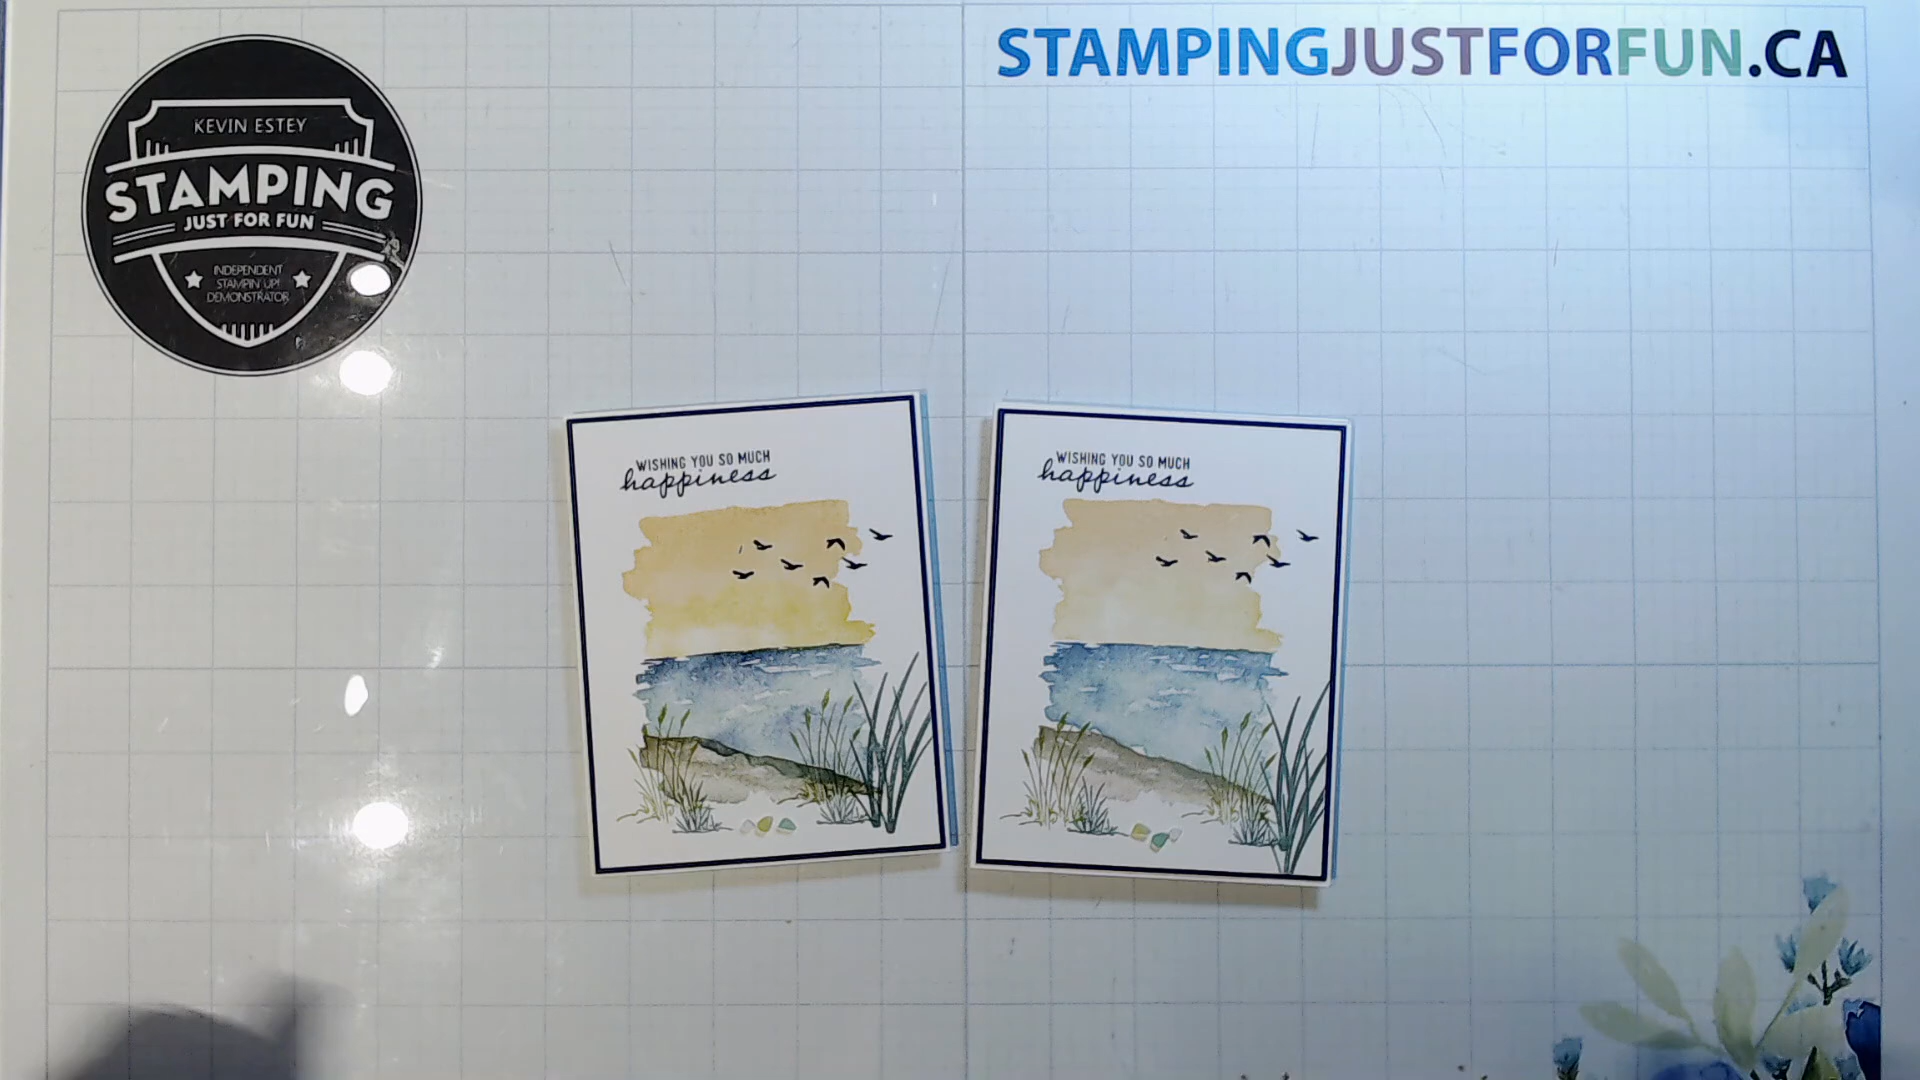 STAMPINGJUSTFORFUN.CA
KEVIN ESTEY
STAMPING
JUST FOR FUN
INDEPENDENT
STAMPIN' UP!
DEMONSTRATOR
WISHING YOU SO MUCH
happiness
WISHING YOU SO MUCH
happiness